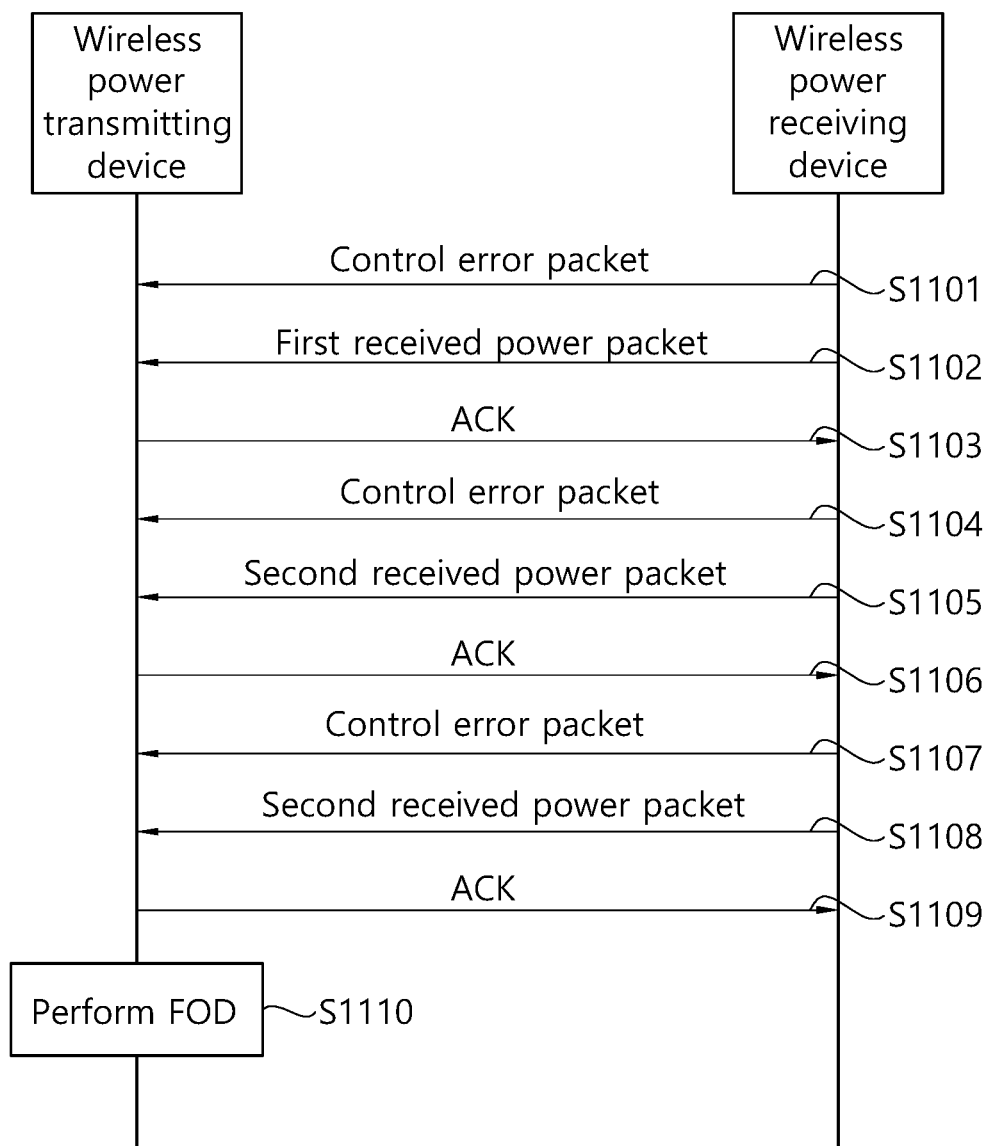 Wireless
power
transmitting
device
Wireless
power
receiving
device
Control error packet
S1101
First received power packet
S1102
ACK
S1103
Control error packet
S1104
Second received power packet
S1105
ACK
S1106
Control error packet
S1107
Second received power packet
S1108
ACK
S1109
Perform FOD
S1110